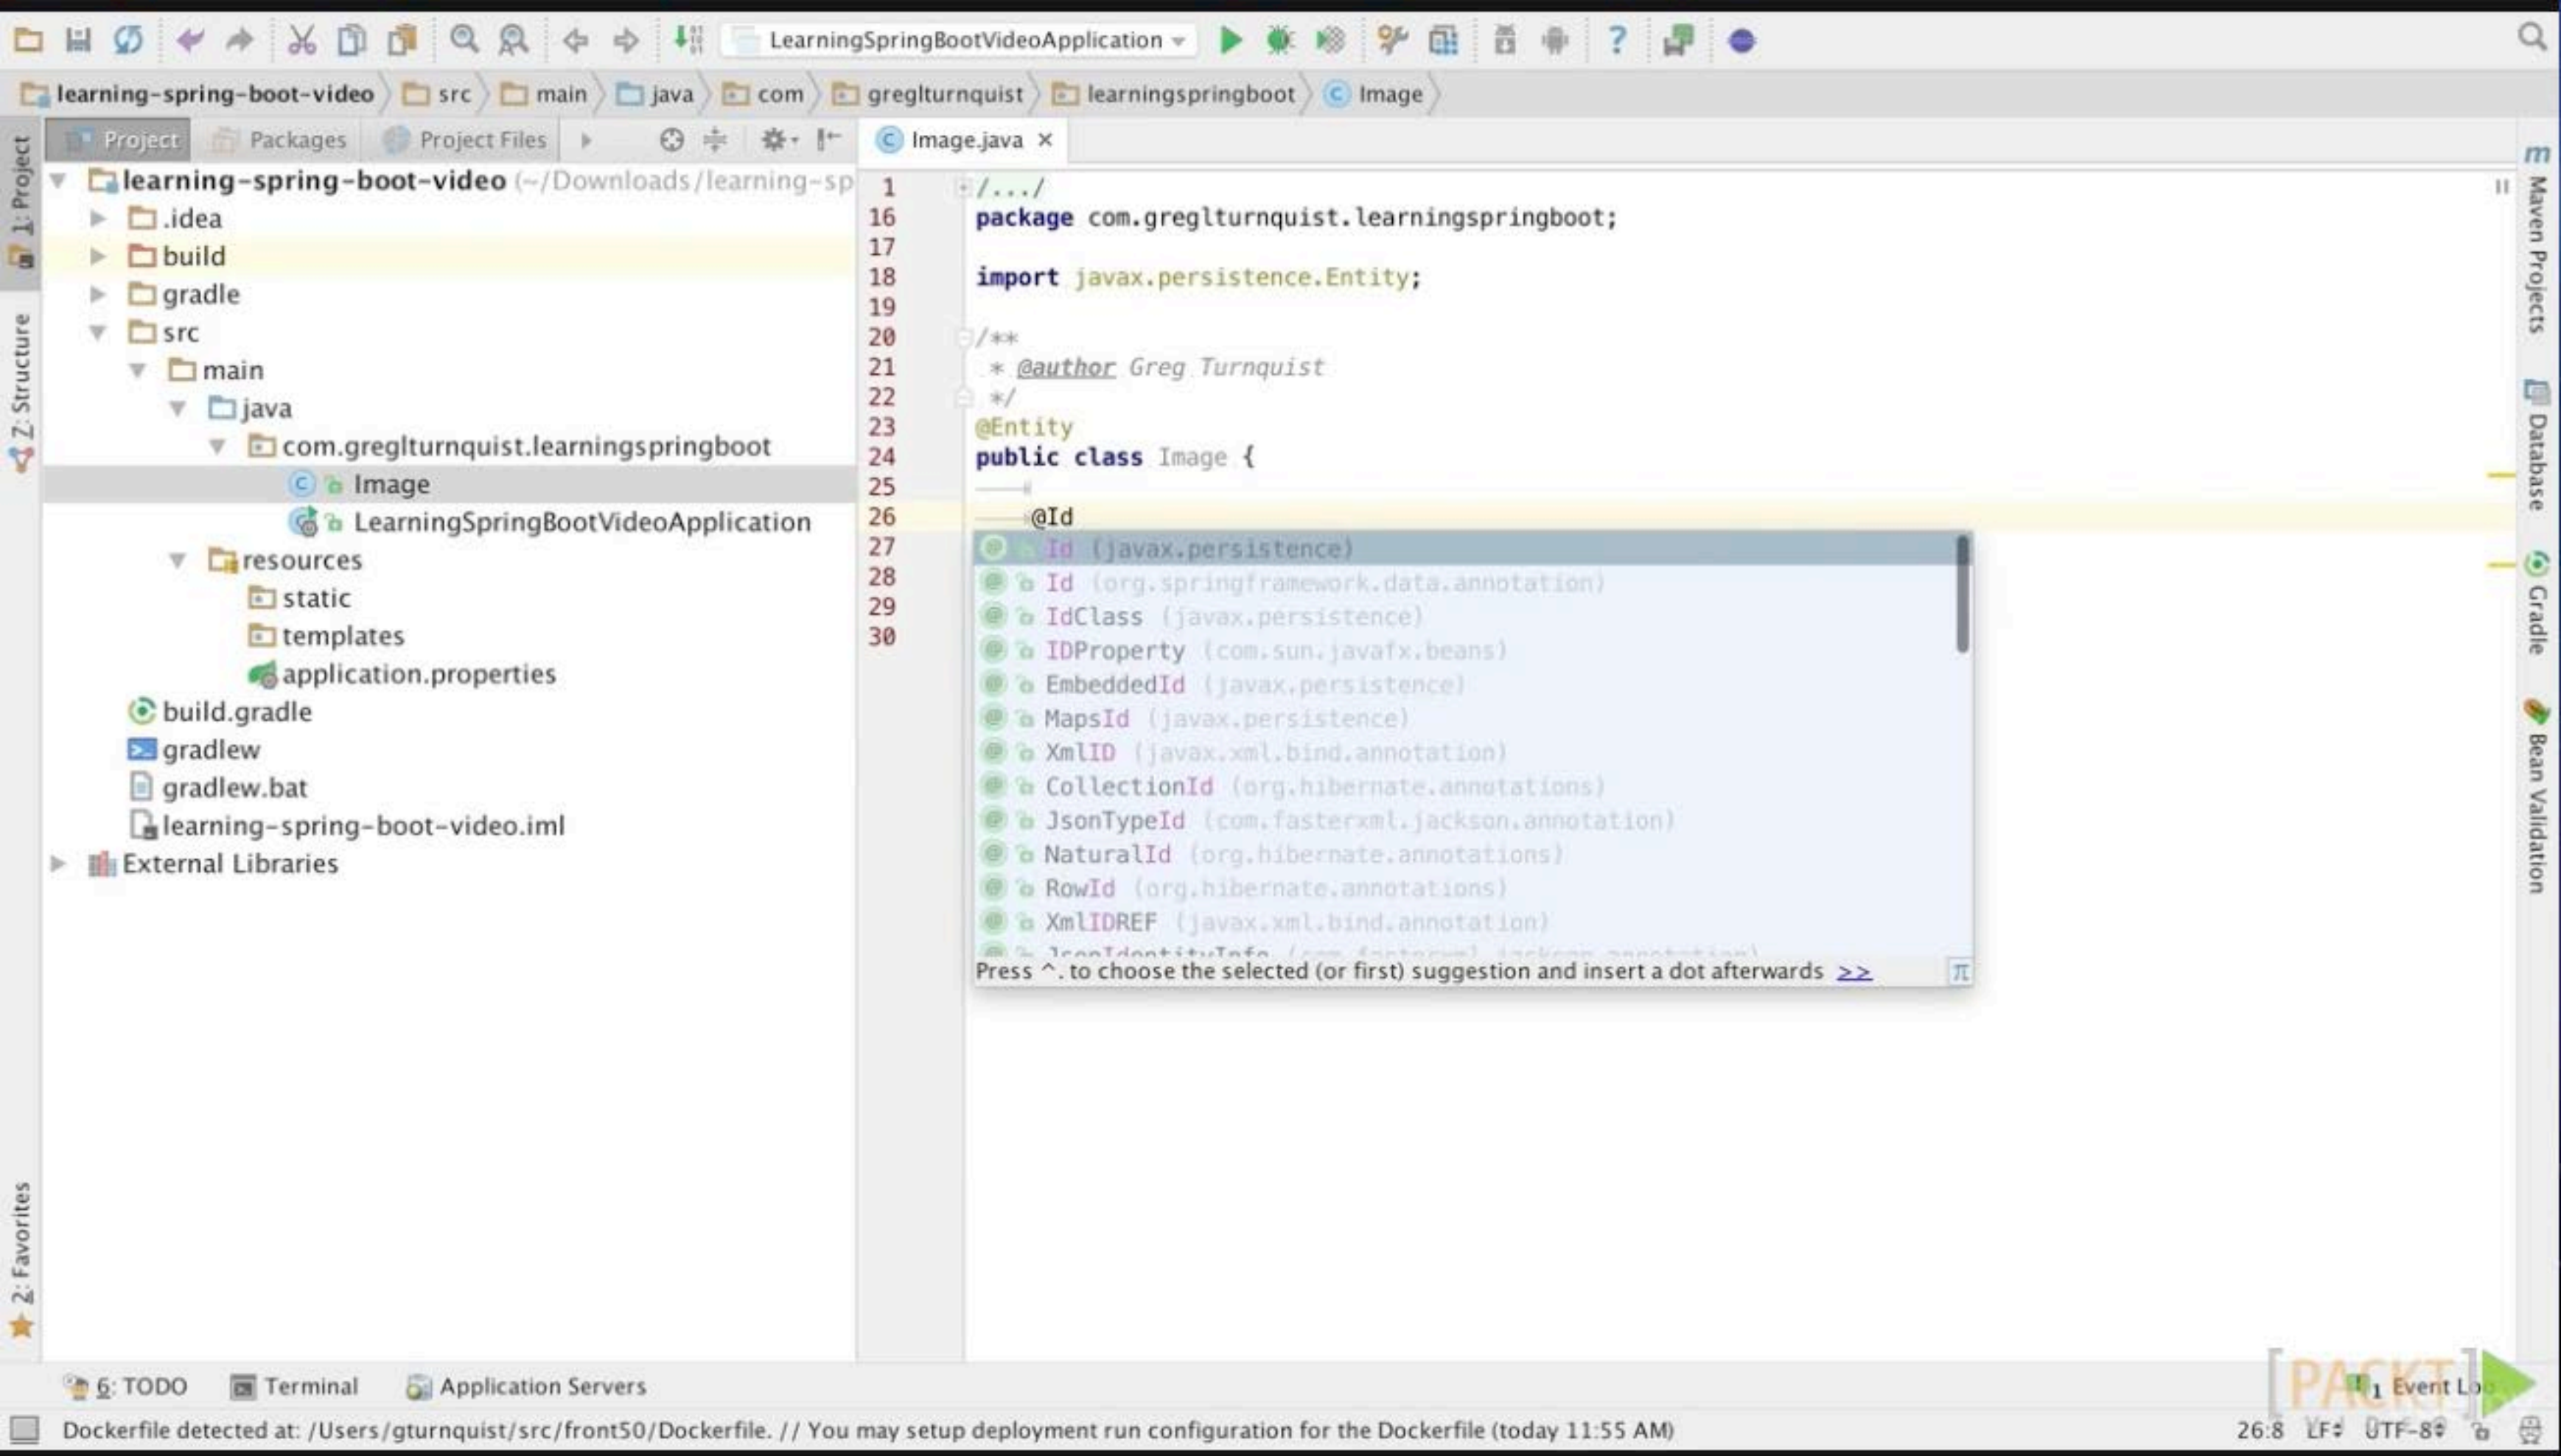 LearningSpringBootVideoApplication
learning-spring-boot-video src main java com greglturnquist learningspringboot Image
Project Packages Project Files
Image.java
1: Project
Z: Structure
2: Favorites
learning-spring-boot-video (~/Downloads/learning-sp
.idea
build
gradle
src
main
java
com.greglturnquist.learningspringboot
Image
LearningSpringBootVideoApplication
resources
static
templates
application.properties
build.gradle
gradlew
gradlew.bat
learning-spring-boot-video.iml
External Libraries
1 /.../
16 package com.greglturnquist.learningspringboot;
17
18 import javax.persistence.Entity;
19
20 /**
21 * @author Greg Turnquist
22 */
23 @Entity
24 public class Image {
25
26 @Id
27
28
29
30
Id (javax.persistence)
Id (org.springframework.data.annotation)
IdClass (javax.persistence)
IDProperty (com.sun.javafx.beans)
EmbeddedId (javax.persistence)
MapsId (javax.persistence)
XmlID (javax.xml.bind.annotation)
CollectionId (org.hibernate.annotations)
JsonTypeId (com.fasterxml.jackson.annotation)
NaturalId (org.hibernate.annotations)
RowId (org.hibernate.annotations)
XmlIDREF (javax.xml.bind.annotation)
JsonIdentityInfo (com.fasterxml.jackson.annotation)
Press ^. to choose the selected (or first) suggestion and insert a dot afterwards >> π
m Maven Projects
Database
Gradle
Bean Validation
6: TODO Terminal Application Servers
1 Event Lo
[PACKT]
Dockerfile detected at: /Users/gturnquist/src/front50/Dockerfile. // You may setup deployment run configuration for the Dockerfile (today 11:55 AM)
26:8 LF UTF-8